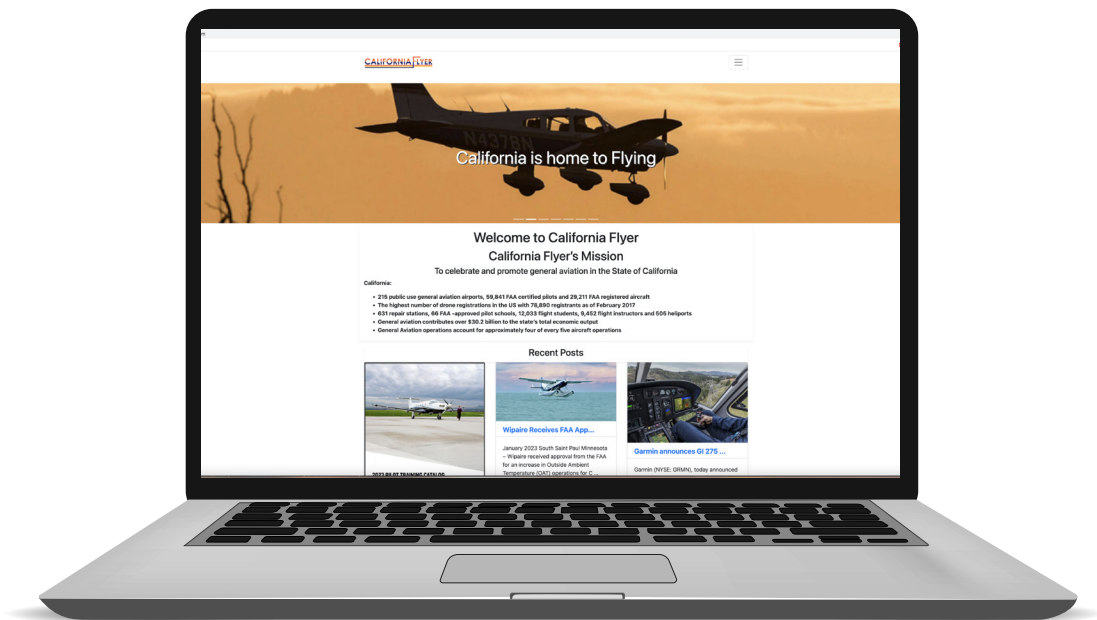 CALIFORNIA FLYER
N4378N
California is home to Flying
Welcome to California Flyer
California Flyer's Mission
To celebrate and promote general aviation in the State of California
California:
• 215 public use general aviation airports, 59,841 FAA certified pilots and 29,211 FAA registered aircraft
• The highest number of drone registrations in the US with 78,890 registrants as of February 2017
• 631 repair stations, 66 FAA -approved pilot schools, 12,033 flight students, 9,452 flight instructors and 505 heliports
• General aviation contributes over $30.2 billion to the state's total economic output
• General Aviation operations account for approximately four of every five aircraft operations
Recent Posts
2023 PILOT TRAINING CATALOG
Wipaire Receives FAA App...
January 2023 South Saint Paul Minnesota
– Wipaire received approval from the FAA
for an increase in Outside Ambient
Temperature (OAT) operations for C ...
Garmin announces GI 275 ...
Garmin (NYSE: GRMN), today announced